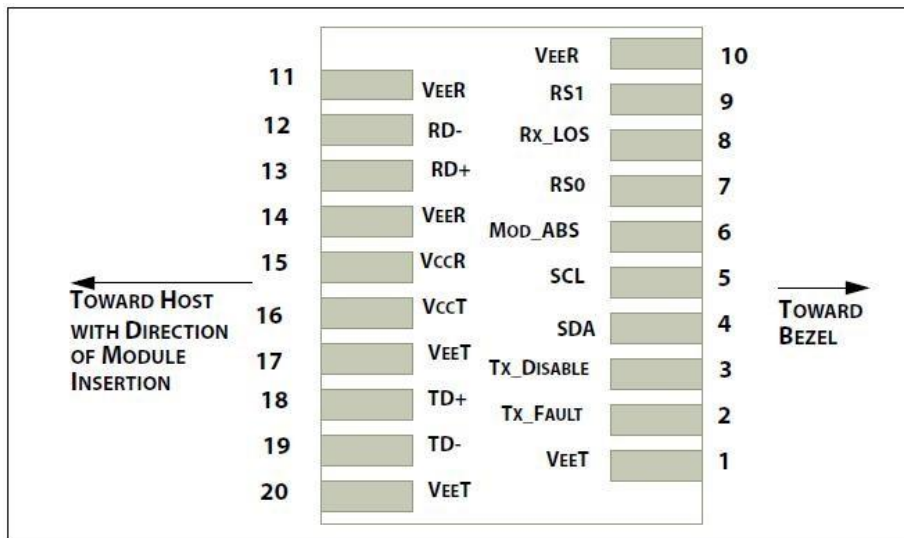 11 VEER
12 RD-
13 RD+
14 VEER
15 VCCR
16 VCCT
17 VEET
18 TD+
19 TD-
20 VEET
VEER 10
RS1 9
RX_LOS 8
RS0 7
MOD_ABS 6
SCL 5
SDA 4
TX_DISABLE 3
TX_FAULT 2
VEET 1
TOWARD HOST
WITH DIRECTION
OF MODULE
INSERTION
TOWARD
BEZEL